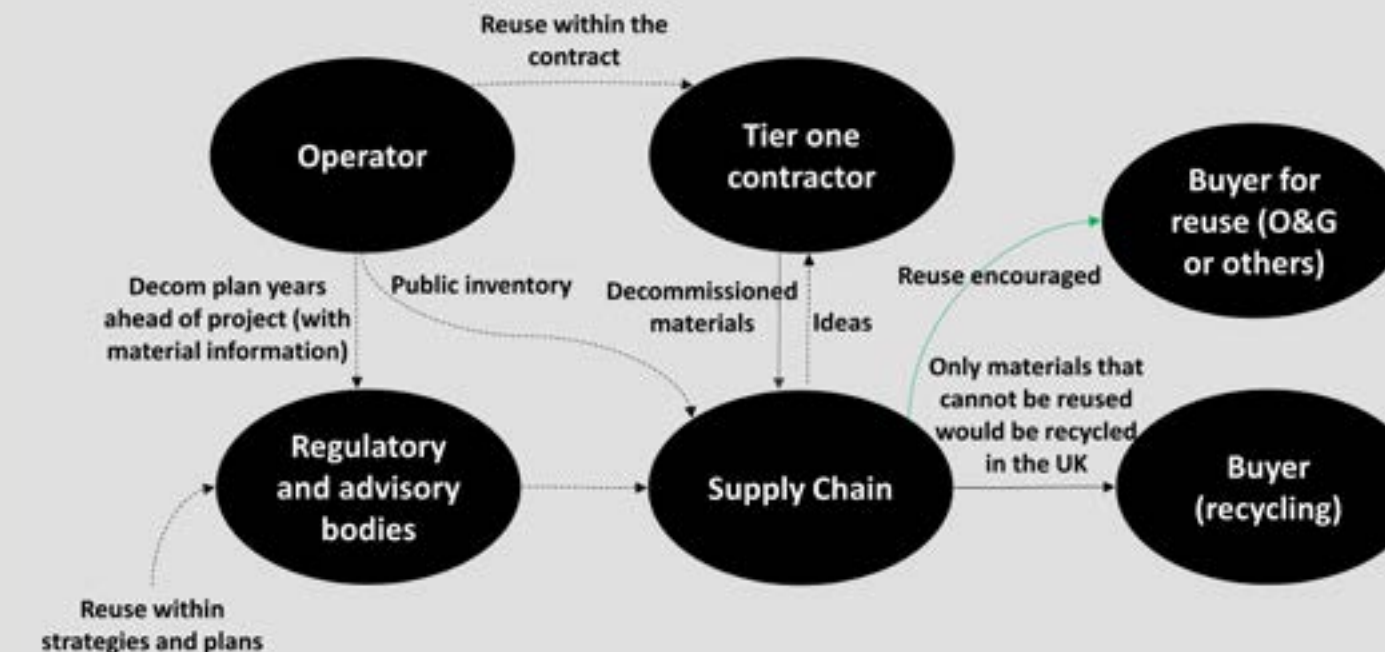 Reuse within the
contract
Operator
Tier one
contractor
Buyer for
reuse (O&G
or others)
Decom plan years
ahead of project (with
material information)
Public inventory
Decommissioned
materials
Ideas
Reuse encouraged
Only materials that
cannot be reused
would be recycled
in the UK
Regulatory
and advisory
bodies
Supply Chain
Buyer
(recycling)
Reuse within
strategies and plans